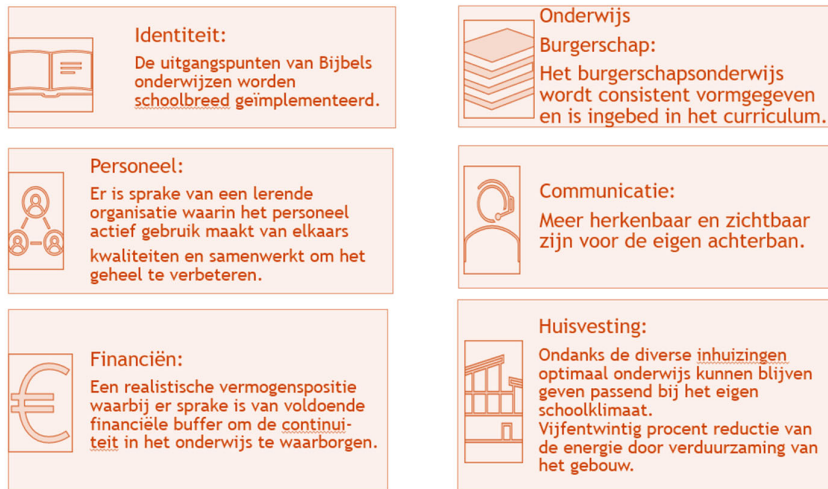 Identiteit:
De uitgangspunten van Bijbels
onderwijzen worden
schoolbreed geïmplementeerd.
Onderwijs
Burgerschap:
Het burgerschapsonderwijs
wordt consistent vormgegeven
en is ingebed in het curriculum.
Personeel:
Er is sprake van een lerende
organisatie waarin het personeel
actief gebruik maakt van elkaars
kwaliteiten en samenwerkt om het
geheel te verbeteren.
Communicatie:
Meer herkenbaar en zichtbaar
zijn voor de eigen achterban.
Financiën:
Een realistische vermogenspositie
waarbij er sprake is van voldoende
financiële buffer om de continui-
teit in het onderwijs te waarborgen.
Huisvesting:
Ondanks de diverse inhuizingen
optimaal onderwijs kunnen blijven
geven passend bij het eigen
schoolklimaat.
Vijfentwintig procent reductie van
de energie door verduurzaming van
het gebouw.